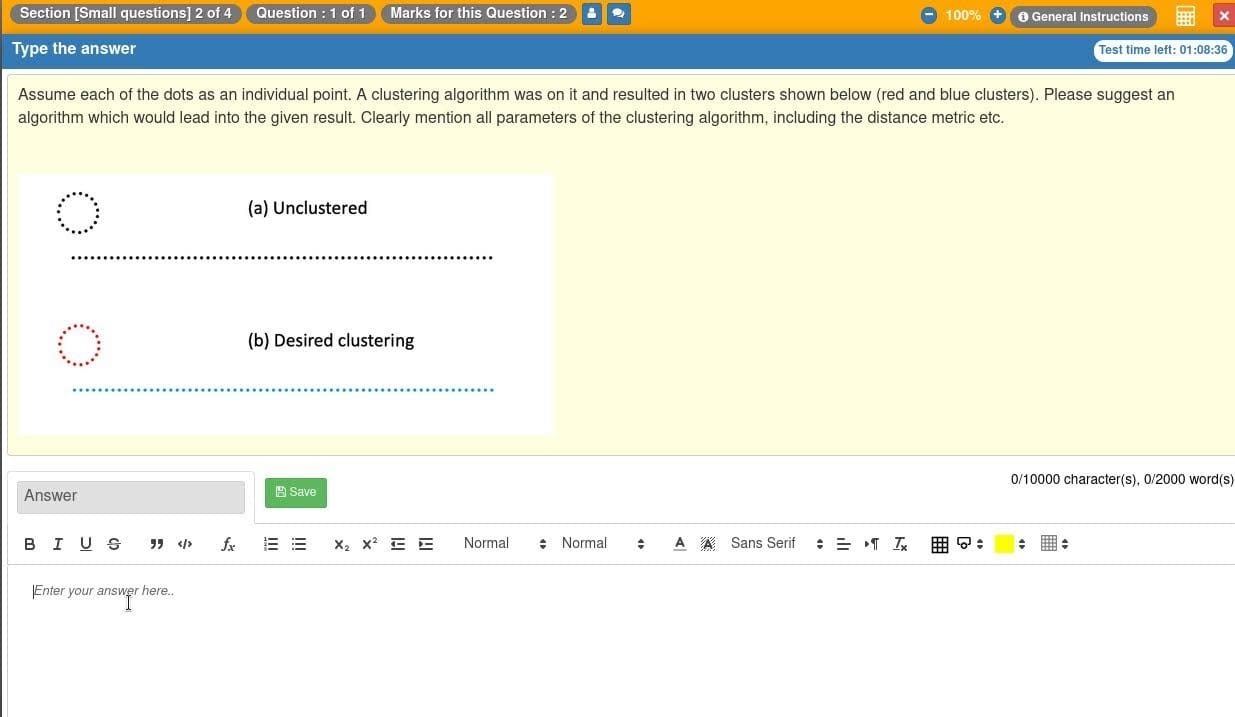 Section [Small questions] 2 of 4 Question : 1 of 1 Marks for this Question : 2 100% General Instructions
Type the answer Test time left: 01:08:36
Assume each of the dots as an individual point. A clustering algorithm was on it and resulted in two clusters shown below (red and blue clusters). Please suggest an
algorithm which would lead into the given result. Clearly mention all parameters of the clustering algorithm, including the distance metric etc.
(a) Unclustered
(b) Desired clustering
0/10000 character(s), 0/2000 word(s)
Answer Save
B I U S fx X2 X² Normal Normal A Sans Serif
Enter your answer here..